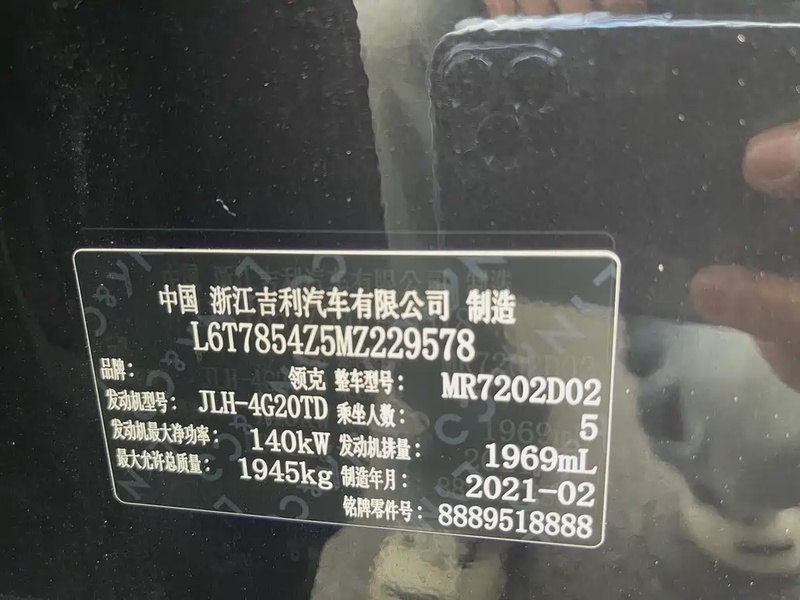 中国 浙江吉利汽车有限公司 制造
L6T7854Z5MZ229578
品牌: 领克 整车型号: MR7202D02
发动机型号: JLH-4G20TD 乘坐人数: 5
发动机最大净功率: 140kW 发动机排量: 1969mL
最大允许总质量: 1945kg 制造年月: 2021-02
铭牌零件号: 8889518888